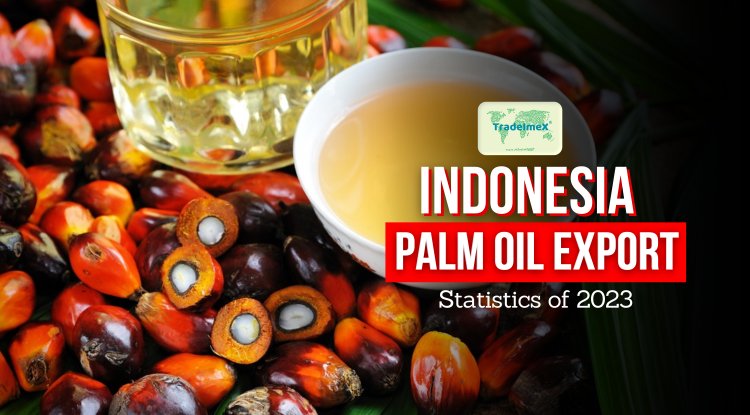 TradeImeX
INDONESIA
PALM OIL EXPORT
Statistics of 2023